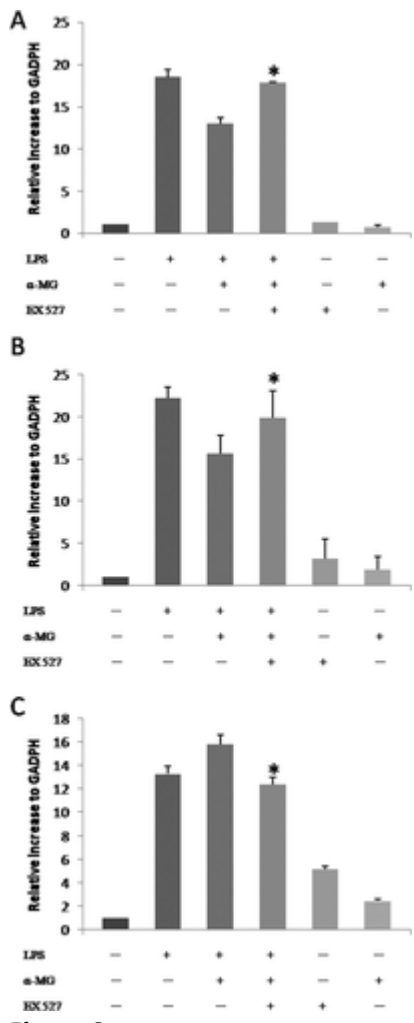 A
Relative Increase to GADPH
25
20
15
10
5
0
*
LPS – + + + – –
α-MG – – + + – +
EX 527 – – – + + –
B
Relative Increase to GADPH
25
20
15
10
5
0
*
LPS – + + + – –
α-MG – – + + – +
EX 527 – – – + + –
C
Relative Increase to GADPH
18
16
14
12
10
8
6
4
2
0
*
LPS – + + + – –
α-MG – – + + – +
EX 527 – – – + + –